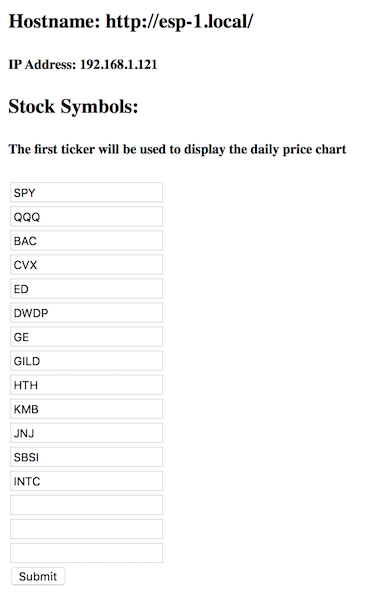 Hostname: http://esp-1.local/
IP Address: 192.168.1.121
Stock Symbols:
The first ticker will be used to display the daily price chart
SPY
QQQ
BAC
CVX
ED
DWDP
GE
GILD
HTH
KMB
JNJ
SBSI
INTC
Submit